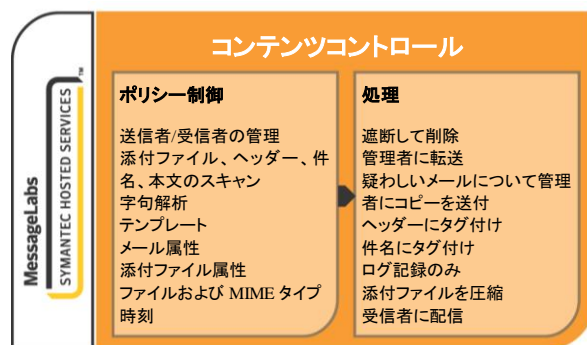 コンテンツコントロール
MessageLabs
SYMANTEC HOSTED SERVICES™
ポリシー制御
送信者/受信者の管理
添付ファイル、ヘッダー、件
名、本文のスキャン
字句解析
テンプレート
メール属性
添付ファイル属性
ファイルおよび MIME タイプ
時刻
処理
遮断して削除
管理者に転送
疑わしいメールについて管理
者にコピーを送付
ヘッダーにタグ付け
件名にタグ付け
ログ記録のみ
添付ファイルを圧縮
受信者に配信